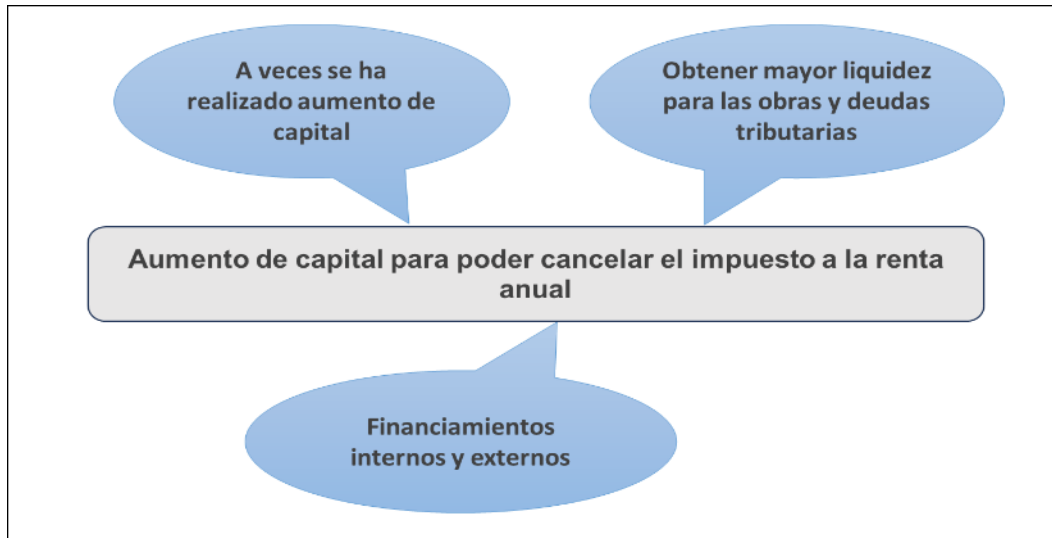 A veces se ha
realizado aumento de
capital
Obtener mayor liquidez
para las obras y deudas
tributarias
Aumento de capital para poder cancelar el impuesto a la renta
anual
Financiamientos
internos y externos